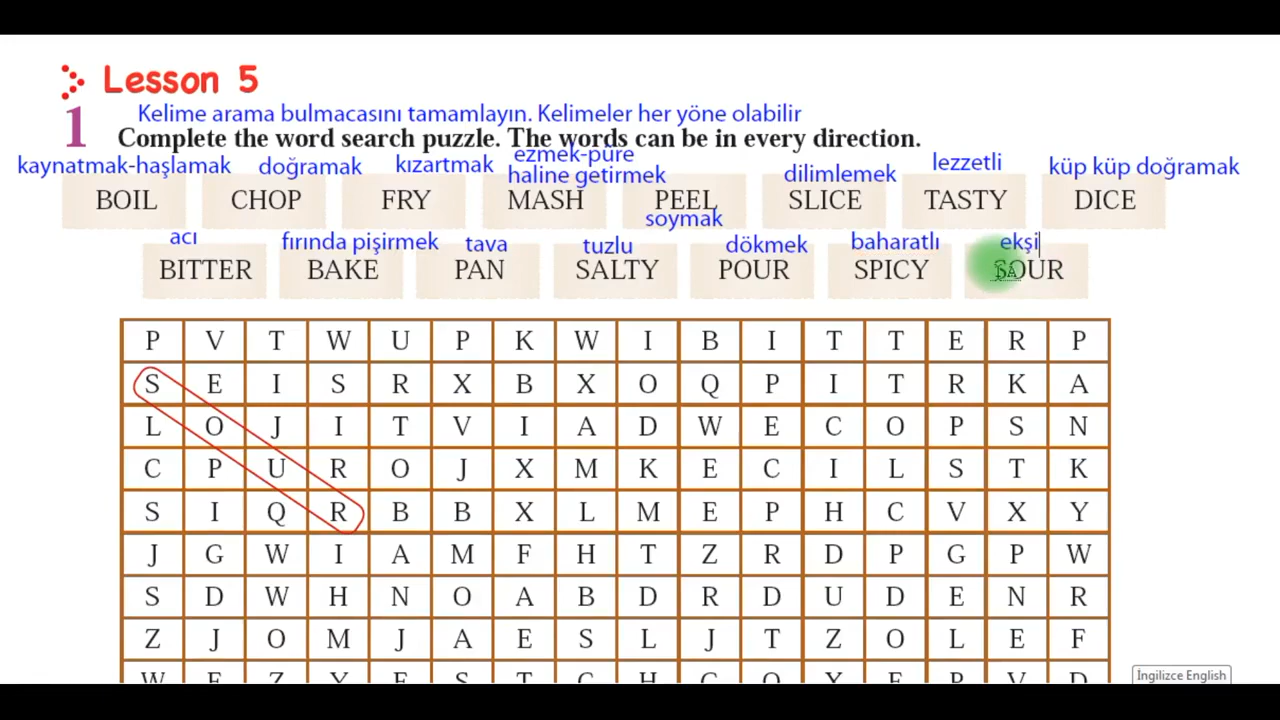 Lesson 5
Kelime arama bulmacasını tamamlayın. Kelimeler her yöne olabilir
1 Complete the word search puzzle. The words can be in every direction.
kaynatmak-haşlamak doğramak kızartmak ezmek-püre haline getirmek dilimlemek lezzetli küp küp doğramak
BOIL CHOP FRY MASH PEEL SLICE TASTY DICE
soymak
acı fırında pişirmek tava tuzlu dökmek baharatlı ekşi
BITTER BAKE PAN SALTY POUR SPICY SOUR
P V T W U P K W I B I T T E R P
S E I S R X B X O Q P I T R K A
L O J I T V I A D W E C O P S N
C P U R O J X M K E C I L S T K
S I Q R B B X L M E P H C V X Y
J G W I A M F H T Z R D P G P W
S D W H N O A B D R D U D E N R
Z J O M J A E S L J T Z O L E F
İngilizce English